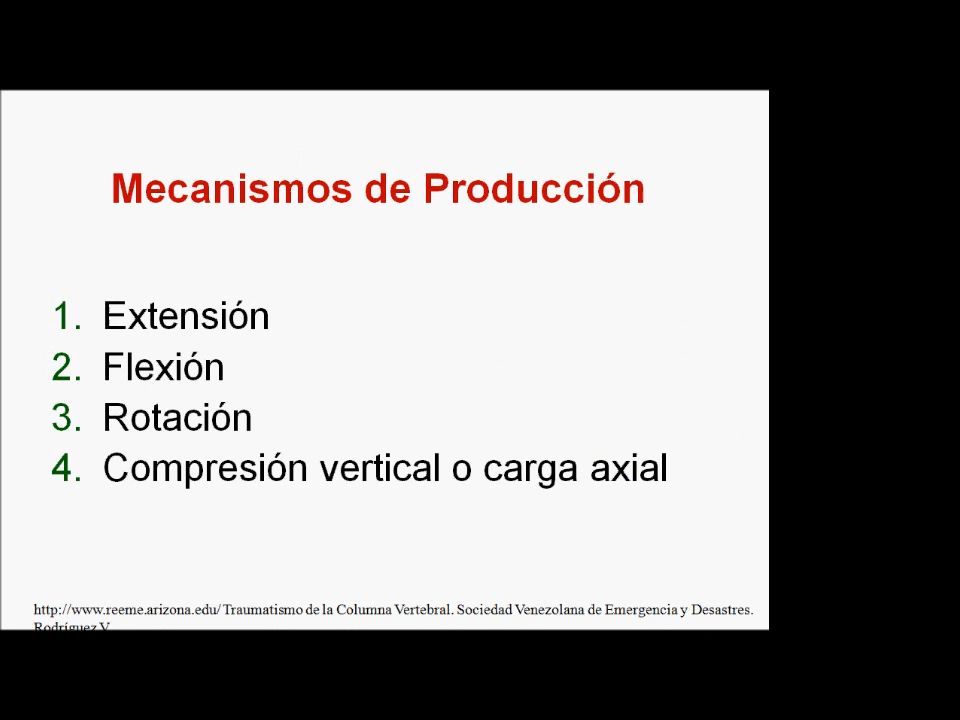 Mecanismos de Producción
1. Extensión
2. Flexión
3. Rotación
4. Compresión vertical o carga axial
http://www.reeme.arizona.edu/ Traumatismo de la Columna Vertebral. Sociedad Venezolana de Emergencia y Desastres.
Rodríguez V